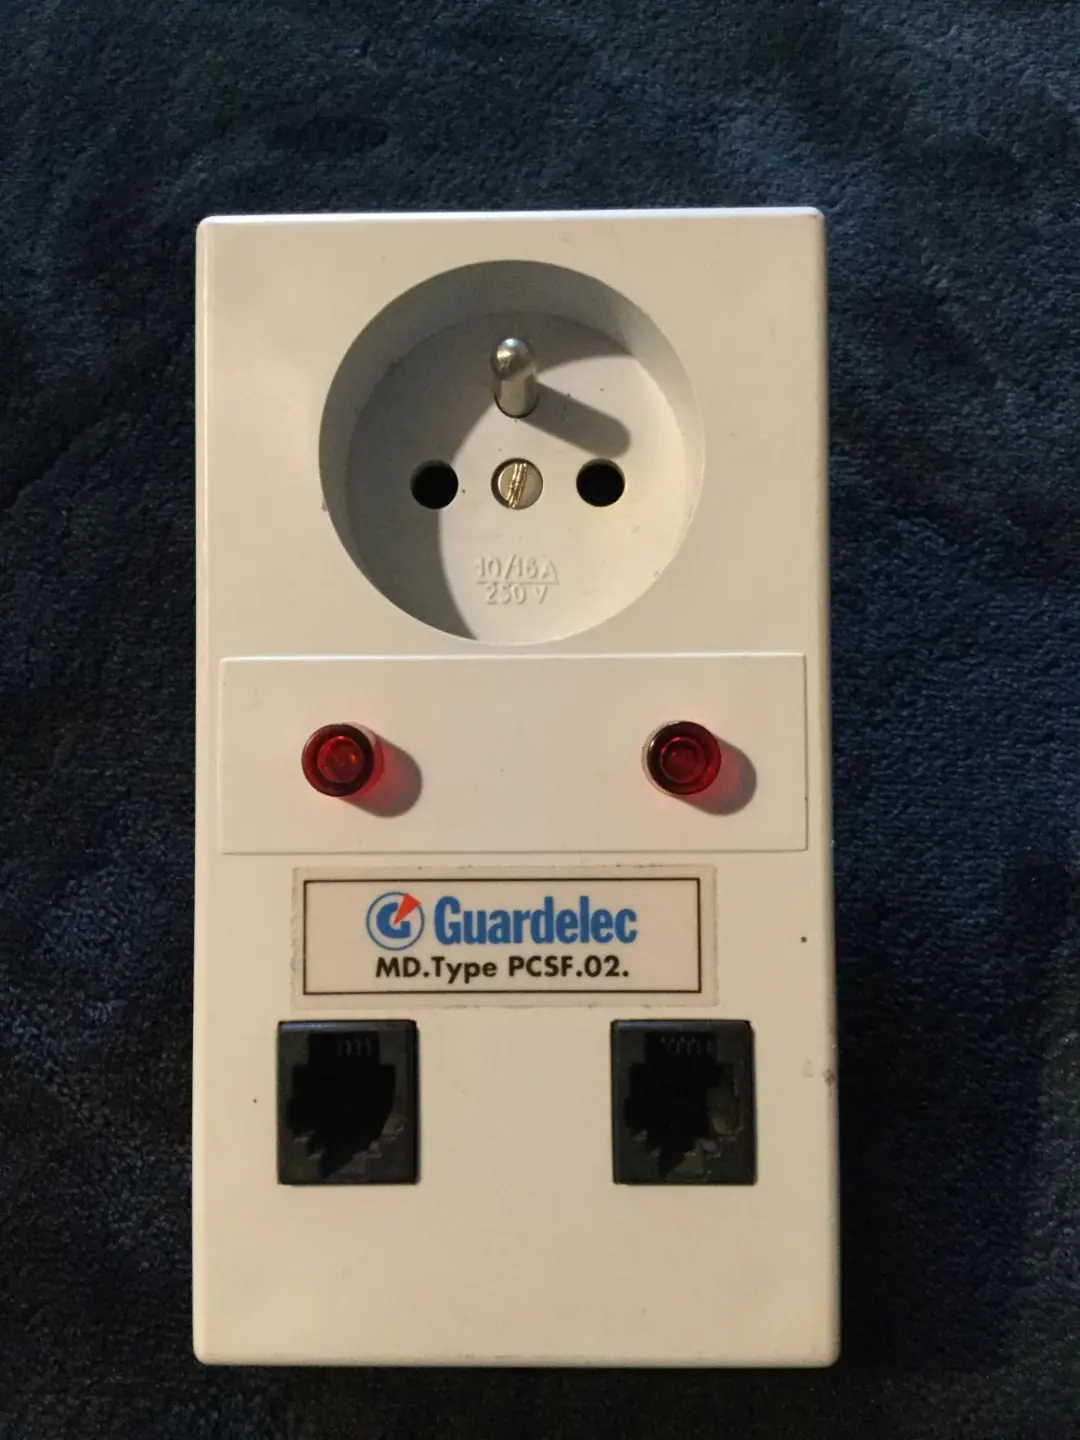 10/16A
250 V
Guardelec
MD.Type PCSF.02.